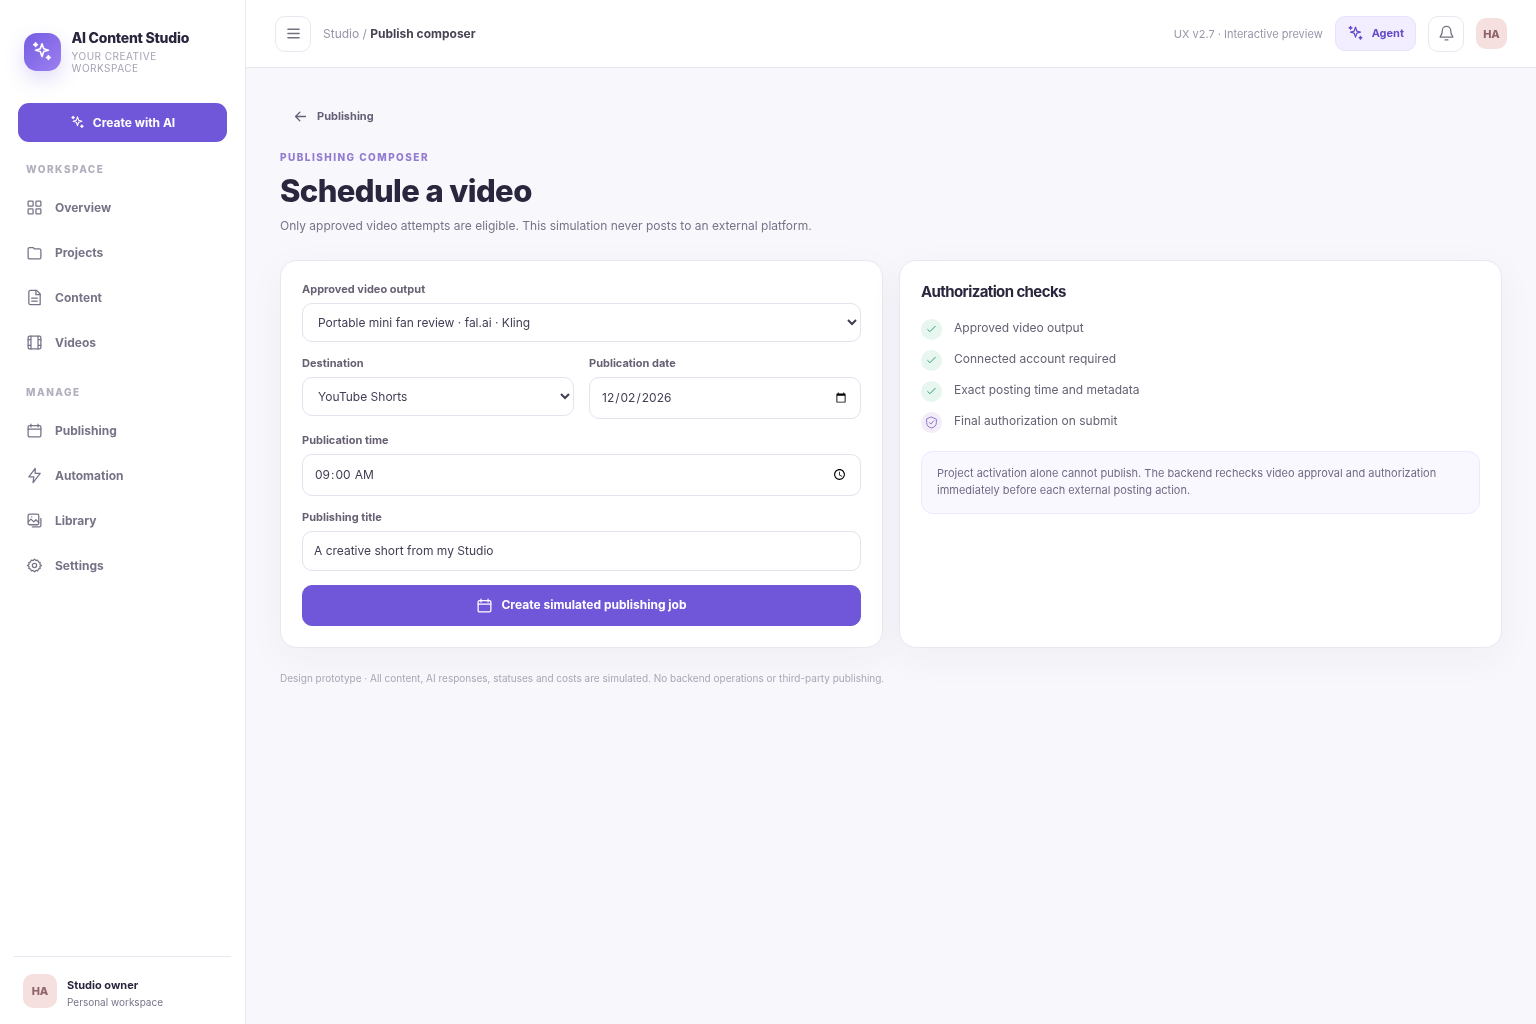 AI Content Studio
YOUR CREATIVE
WORKSPACE
Create with AI
WORKSPACE
Overview
Projects
Content
Videos
MANAGE
Publishing
Automation
Library
Settings
HA
Studio owner
Personal workspace
Studio / Publish composer
UX v2.7 · Interactive preview
Agent
HA
Publishing
PUBLISHING COMPOSER
Schedule a video
Only approved video attempts are eligible. This simulation never posts to an external platform.
Approved video output
Portable mini fan review · fal.ai · Kling
Destination
YouTube Shorts
Publication date
12/02/2026
Publication time
09:00 AM
Publishing title
A creative short from my Studio
Create simulated publishing job
Authorization checks
Approved video output
Connected account required
Exact posting time and metadata
Final authorization on submit
Project activation alone cannot publish. The backend rechecks video approval and authorization
immediately before each external posting action.
Design prototype · All content, AI responses, statuses and costs are simulated. No backend operations or third-party publishing.